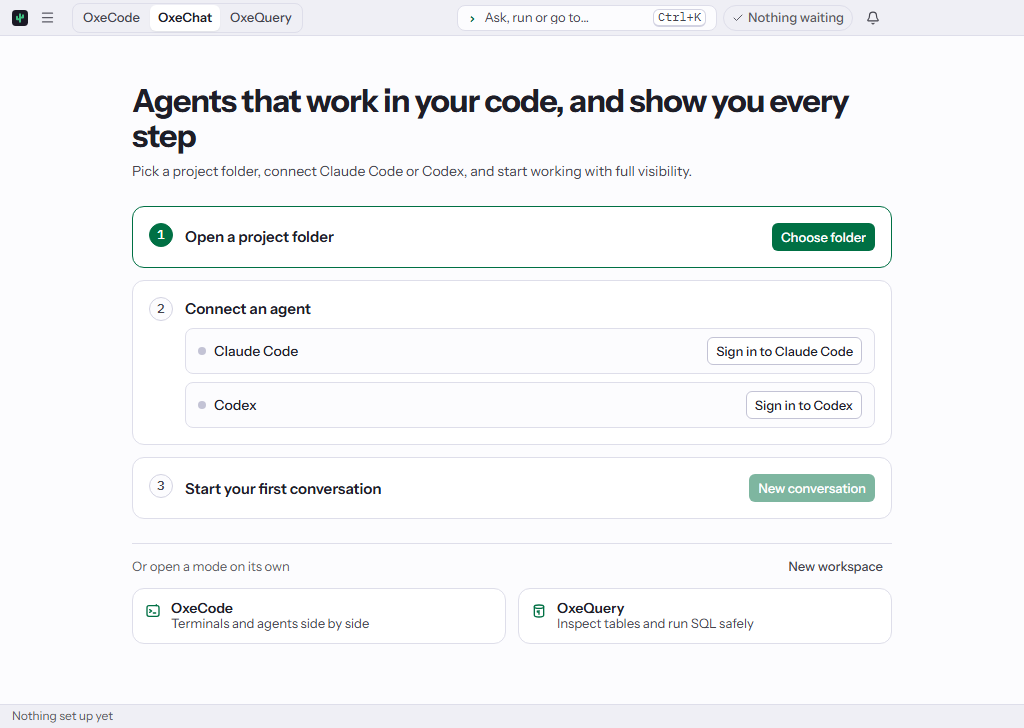 OxeCode OxeChat OxeQuery
Ask, run or go to... Ctrl+K
Nothing waiting
Agents that work in your code, and show you every
step
Pick a project folder, connect Claude Code or Codex, and start working with full visibility.
1 Open a project folder Choose folder
2 Connect an agent
Claude Code Sign in to Claude Code
Codex Sign in to Codex
3 Start your first conversation New conversation
Or open a mode on its own New workspace
OxeCode
Terminals and agents side by side
OxeQuery
Inspect tables and run SQL safely
Nothing set up yet